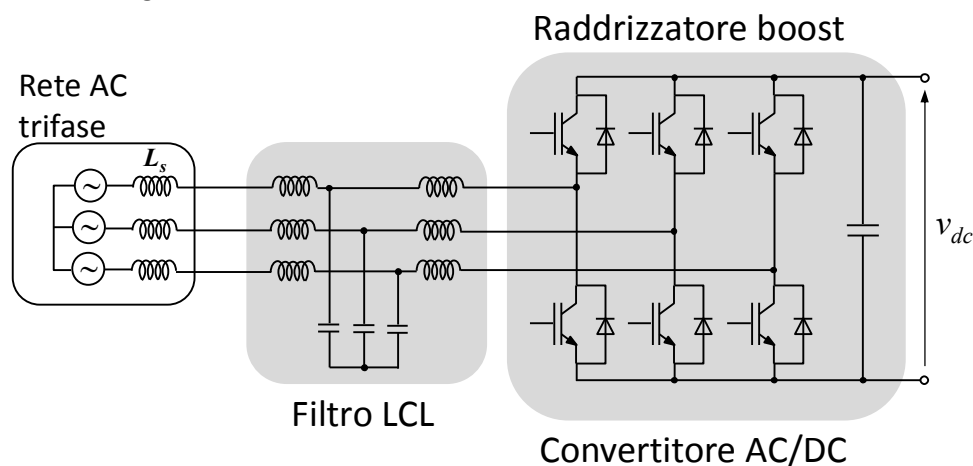 Raddrizzatore boost
Rete AC
trifase
Ls
vdc
Filtro LCL
Convertitore AC/DC